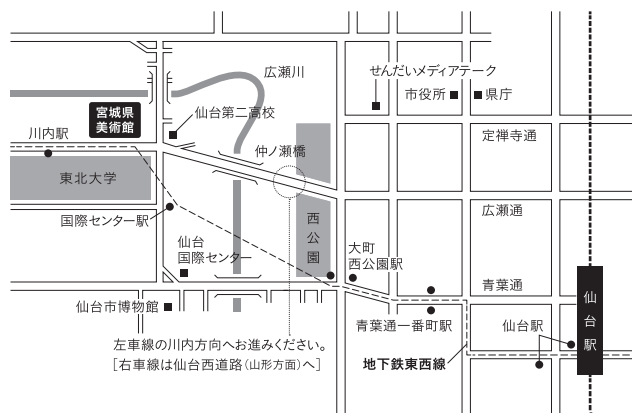 広瀬川
せんだいメディアテーク
市役所
県庁
宮城県
美術館
仙台第二高校
川内駅
仲ノ瀬橋
定禅寺通
東北大学
国際センター駅
西公園
広瀬通
仙台
国際センター
大町
西公園駅
青葉通
仙台市博物館
青葉通一番町駅
仙台駅
仙台駅
左車線の川内方向へお進みください。
[右車線は仙台西道路(山形方面)へ]
地下鉄東西線